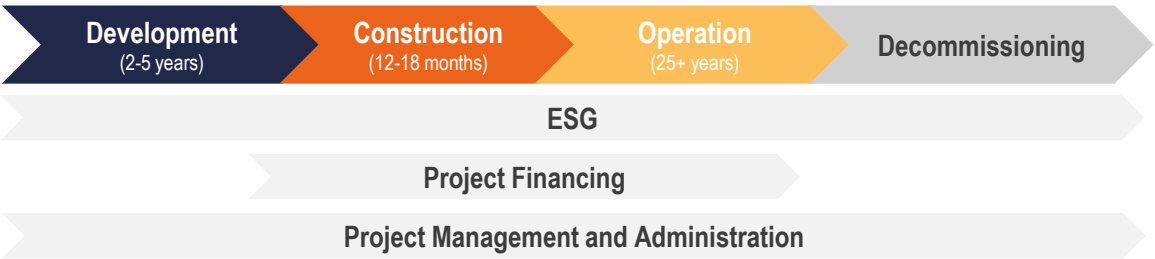 Development
(2-5 years)
Construction
(12-18 months)
Operation
(25+ years)
Decommissioning
ESG
Project Financing
Project Management and Administration